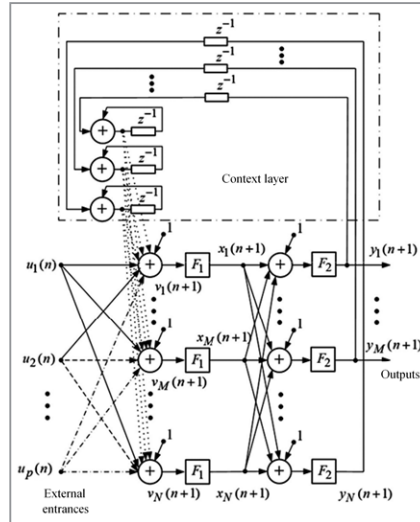 z⁻¹
z⁻¹
z⁻¹
z⁻¹
z⁻¹
z⁻¹
Context layer
1 1
u₁(n) F₁ x₁(n+1) F₂ y₁(n+1)
v₁(n+1)
1 1
u₂(n) F₁ x_M(n+1) F₂ y_M(n+1)
v_M(n+1) Outputs
1 1
u_p(n) F₁ F₂
External entrances
v_N(n+1) x_N(n+1) y_N(n+1)